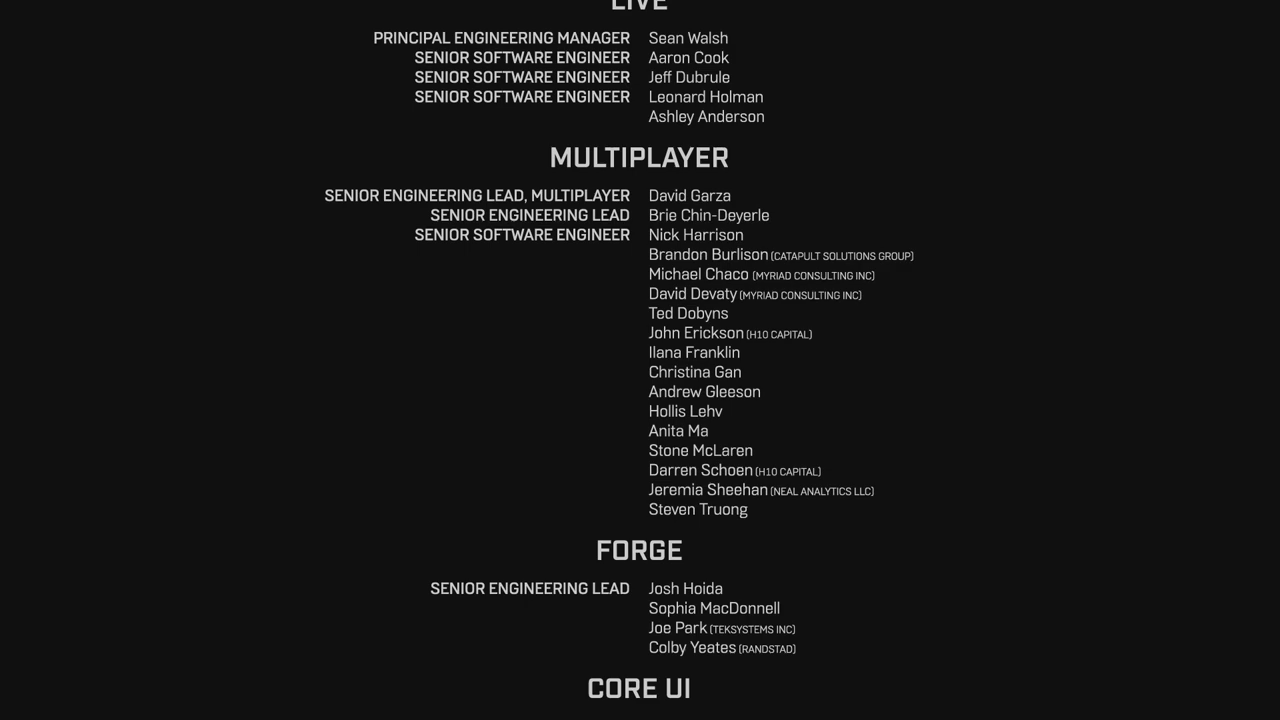 LIVE
PRINCIPAL ENGINEERING MANAGER Sean Walsh
SENIOR SOFTWARE ENGINEER Aaron Cook
SENIOR SOFTWARE ENGINEER Jeff Dubrule
SENIOR SOFTWARE ENGINEER Leonard Holman
Ashley Anderson
MULTIPLAYER
SENIOR ENGINEERING LEAD, MULTIPLAYER David Garza
SENIOR ENGINEERING LEAD Brie Chin-Deyerle
SENIOR SOFTWARE ENGINEER Nick Harrison
Brandon Burlison (CATAPULT SOLUTIONS GROUP)
Michael Chaco (MYRIAD CONSULTING INC)
David Devaty (MYRIAD CONSULTING INC)
Ted Dobyns
John Erickson (H10 CAPITAL)
Ilana Franklin
Christina Gan
Andrew Gleeson
Hollis Lehv
Anita Ma
Stone McLaren
Darren Schoen (H10 CAPITAL)
Jeremia Sheehan (NEAL ANALYTICS LLC)
Steven Truong
FORGE
SENIOR ENGINEERING LEAD Josh Hoida
Sophia MacDonnell
Joe Park (TEKSYSTEMS INC)
Colby Yeates (RANDSTAD)
CORE UI